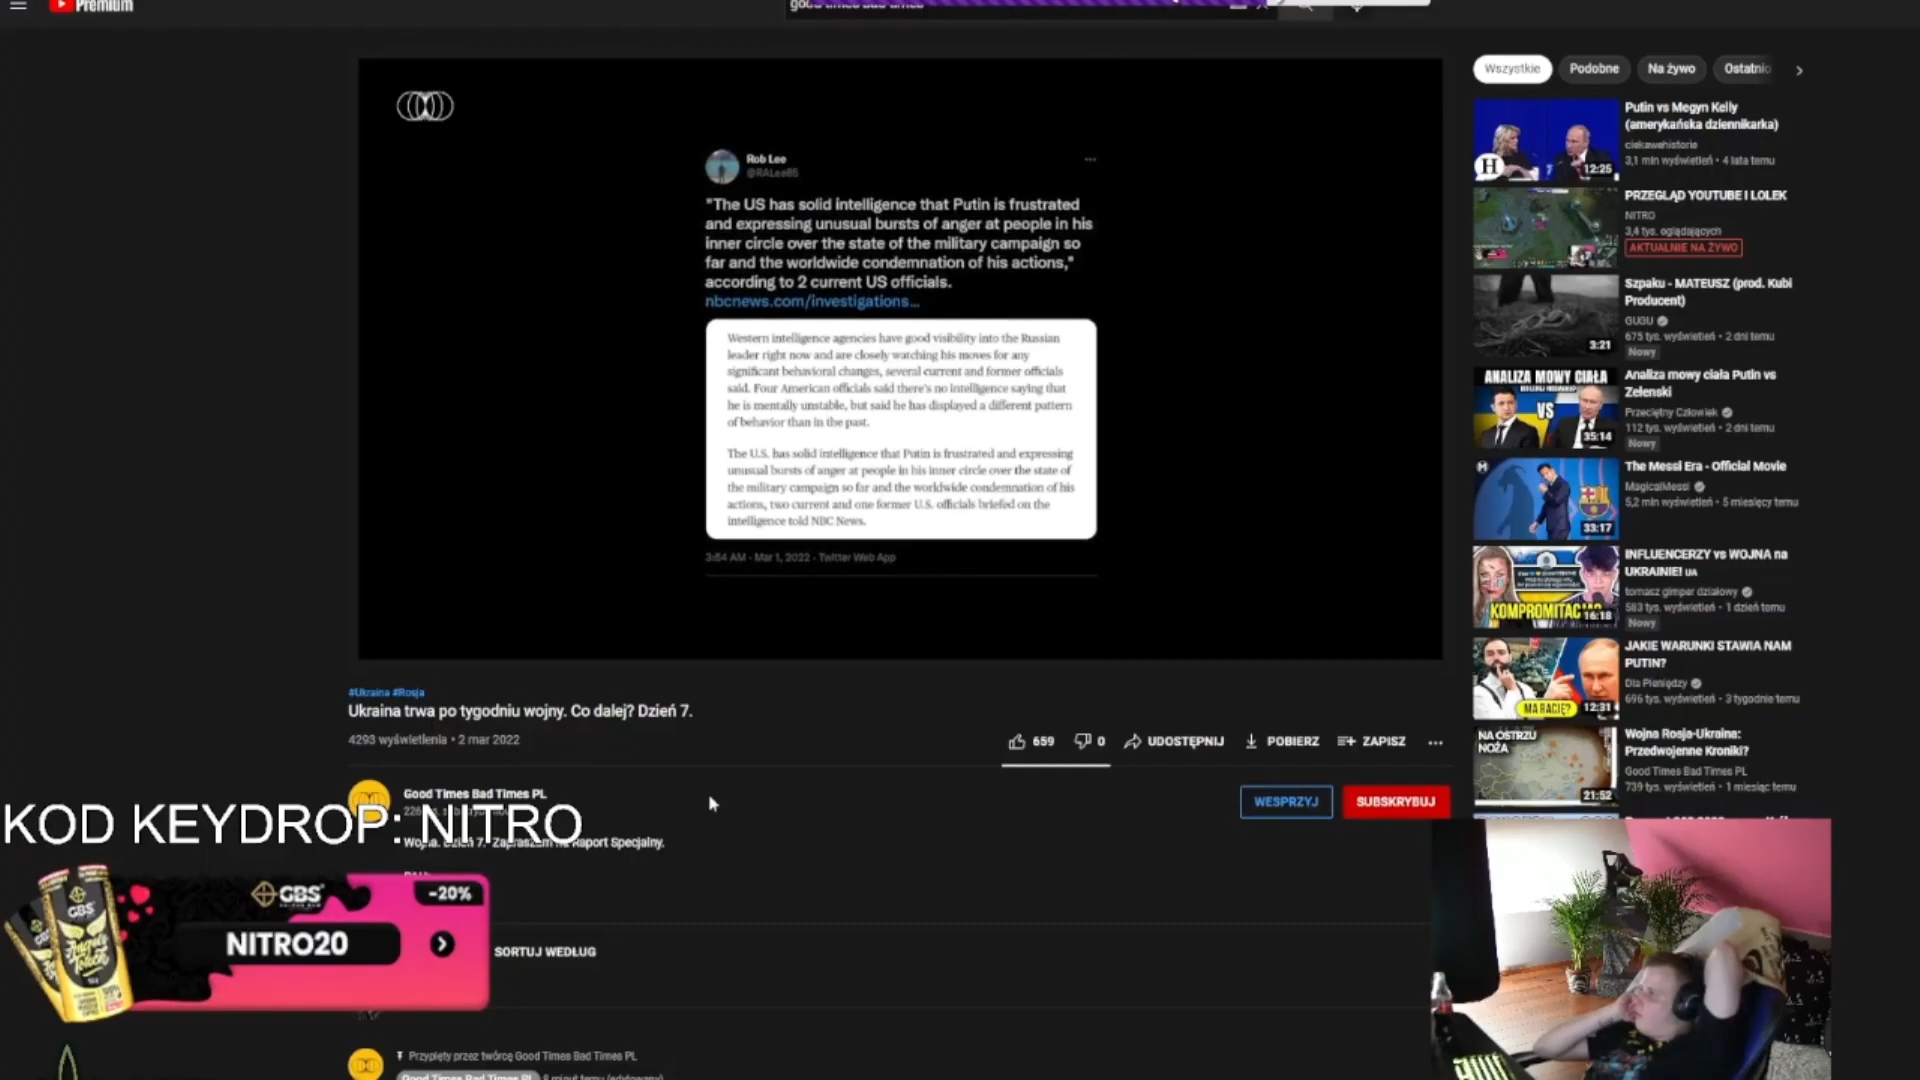 Premium
good times bad times
Wszystkie
Podobne
Na żywo
Ostatnio
Rob Lee
@RALee85
"The US has solid intelligence that Putin is frustrated
and expressing unusual bursts of anger at people in his
inner circle over the state of the military campaign so
far and the worldwide condemnation of his actions,"
according to 2 current US officials.
nbcnews.com/investigations...
Western intelligence agencies have good visibility into the Russian
leader right now and are closely watching his moves for any
significant behavioral changes, several current and former officials
said. Four American officials said there's no intelligence saying that
he is mentally unstable, but said he has displayed a different pattern
of behavior than in the past.
The U.S. has solid intelligence that Putin is frustrated and expressing
unusual bursts of anger at people in his inner circle over the state of
the military campaign so far and the worldwide condemnation of his
actions, two current and one former U.S. officials briefed on the
intelligence told NBC News.
3:54 AM · Mar 1, 2022 · Twitter Web App
#Ukraina #Rosja
Ukraina trwa po tygodniu wojny. Co dalej? Dzień 7.
4293 wyświetlenia • 2 mar 2022
659
0
UDOSTĘPNIJ
POBIERZ
ZAPISZ
Good Times Bad Times PL
WESPRZYJ
SUBSKRYBUJ
KOD KEYDROP: NITRO
Wojna. Dzień 7. Zapraszam na Raport Specjalny.
GBS
-20%
NITRO20
GBS
SORTUJ WEDŁUG
Przypięty przez twórcę Good Times Bad Times PL
Good Times Bad Times PL
Putin vs Megyn Kelly
(amerykańska dziennikarka)
ciekawehistorie
3,1 mln wyświetleń • 4 lata temu
H
12:25
PRZEGLĄD YOUTUBE I LOLEK
NITRO
3,4 tys. oglądających
AKTUALNIE NA ŻYWO
Szpaku - MATEUSZ (prod. Kubi
Producent)
GUGU
675 tys. wyświetleń • 2 dni temu
Nowy
3:21
Analiza mowy ciała Putin vs
Zełenski
Przeciętny Człowiek
112 tys. wyświetleń • 2 dni temu
Nowy
ANALIZA MOWY CIAŁA
VS
35:14
The Messi Era - Official Movie
MagicalMessi
5,2 mln wyświetleń • 5 miesięcy temu
33:17
INFLUENCERZY vs WOJNA na
UKRAINIE! UA
tomasz gimper działowy
583 tys. wyświetleń • 1 dzień temu
Nowy
16:18
JAKIE WARUNKI STAWIA NAM
PUTIN?
Dla Pieniędzy
696 tys. wyświetleń • 3 tygodnie temu
MA RACJĘ?
12:31
Wojna Rosja-Ukraina:
Przedwojenne Kroniki?
Good Times Bad Times PL
739 tys. wyświetleń • 1 miesiąc temu
NA OSTRZU
NOŻA
21:52